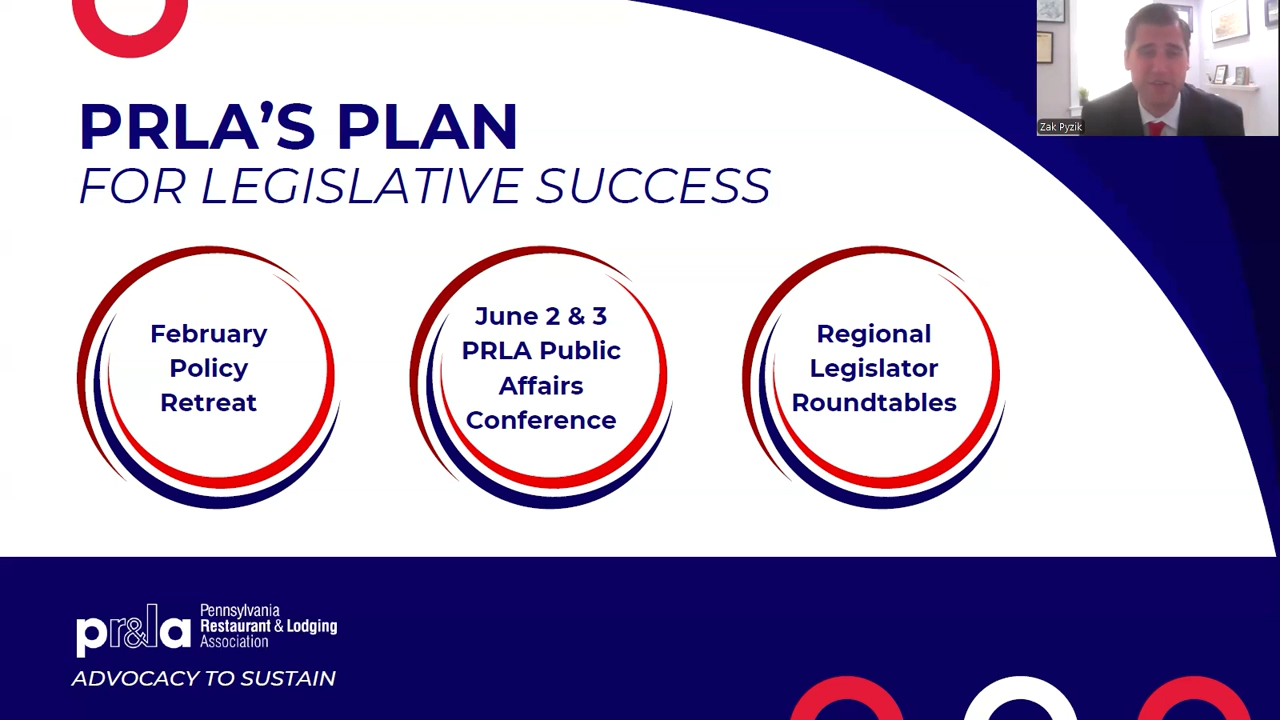 PRLA'S PLAN
FOR LEGISLATIVE SUCCESS
February
Policy
Retreat
June 2 & 3
PRLA Public
Affairs
Conference
Regional
Legislator
Roundtables
Zak Pyzik
pr&la
Pennsylvania
Restaurant & Lodging
Association
ADVOCACY TO SUSTAIN